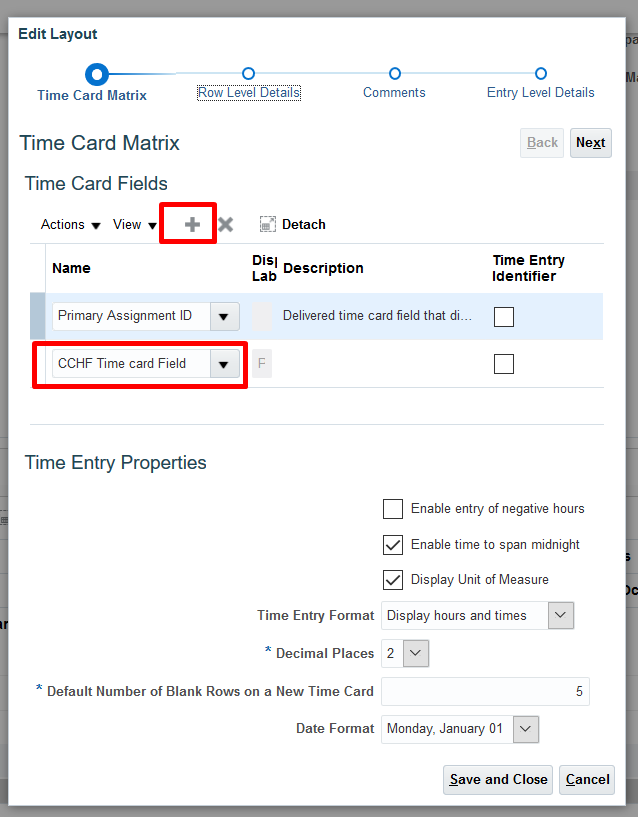 Edit Layout
Time Card Matrix
Row Level Details
Comments
Entry Level Details
Time Card Matrix
Back
Next
Time Card Fields
Actions
View
Detach
Name
Disp
Lab
Description
Time Entry
Identifier
Primary Assignment ID
Delivered time card field that di...
CCHF Time card Field
F
Time Entry Properties
Enable entry of negative hours
Enable time to span midnight
Display Unit of Measure
Time Entry Format
Display hours and times
* Decimal Places
2
* Default Number of Blank Rows on a New Time Card
5
Date Format
Monday, January 01
Save and Close
Cancel